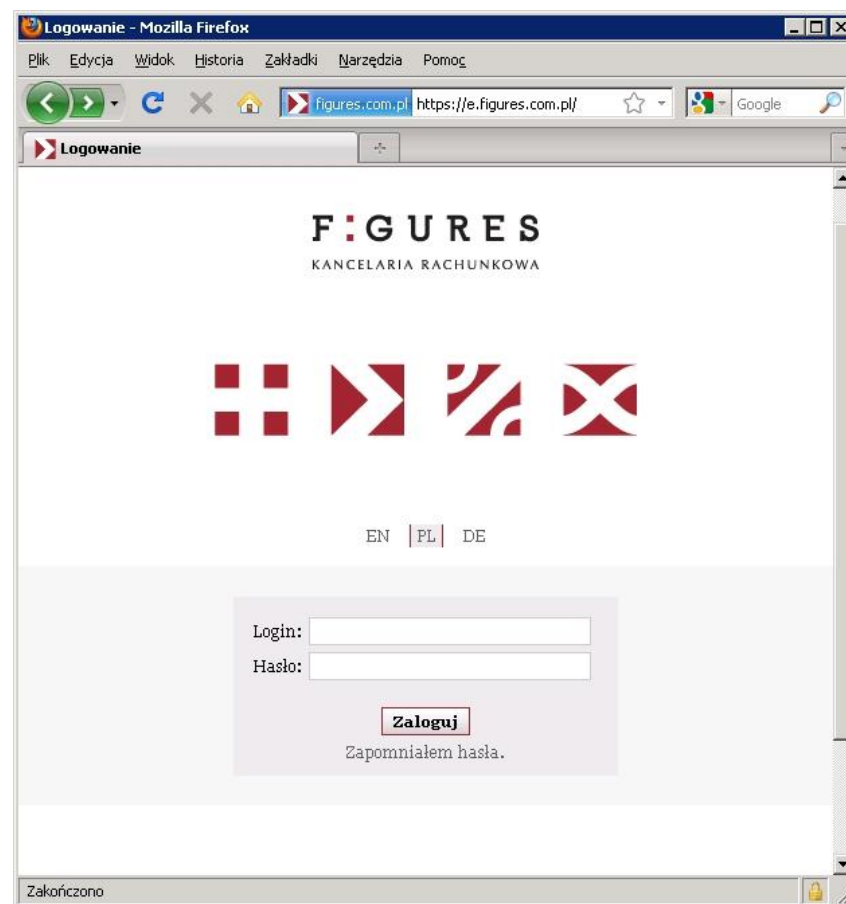 Logowanie - Mozilla Firefox
Plik Edycja Widok Historia Zakładki Narzędzia Pomoc
figures.com.pl https://e.figures.com.pl/ Google
Logowanie
F:GURES
KANCELARIA RACHUNKOWA
EN PL DE
Login:
Hasło:
Zaloguj
Zapomniałem hasła.
Zakończono